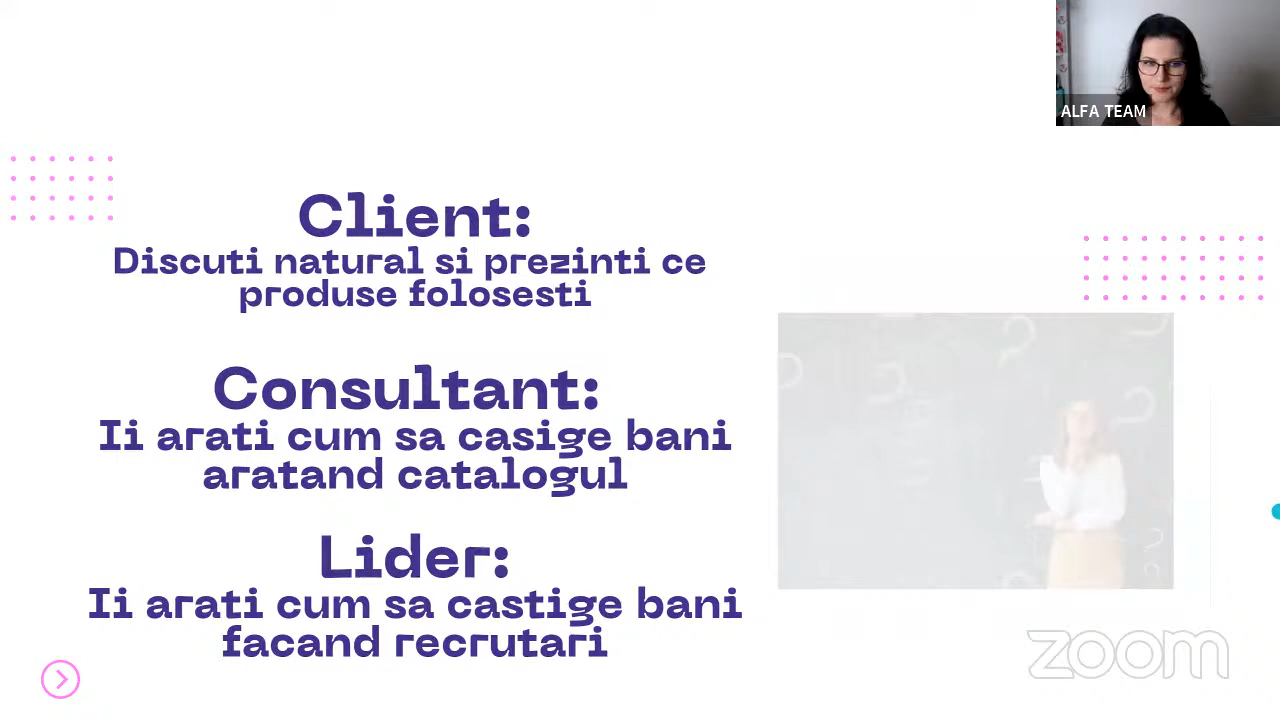 ALFA TEAM
Client:
Discuti natural si prezinti ce
produse folosesti
Consultant:
Ii arati cum sa casige bani
aratand catalogul
Lider:
Ii arati cum sa castige bani
facand recrutari
zoom